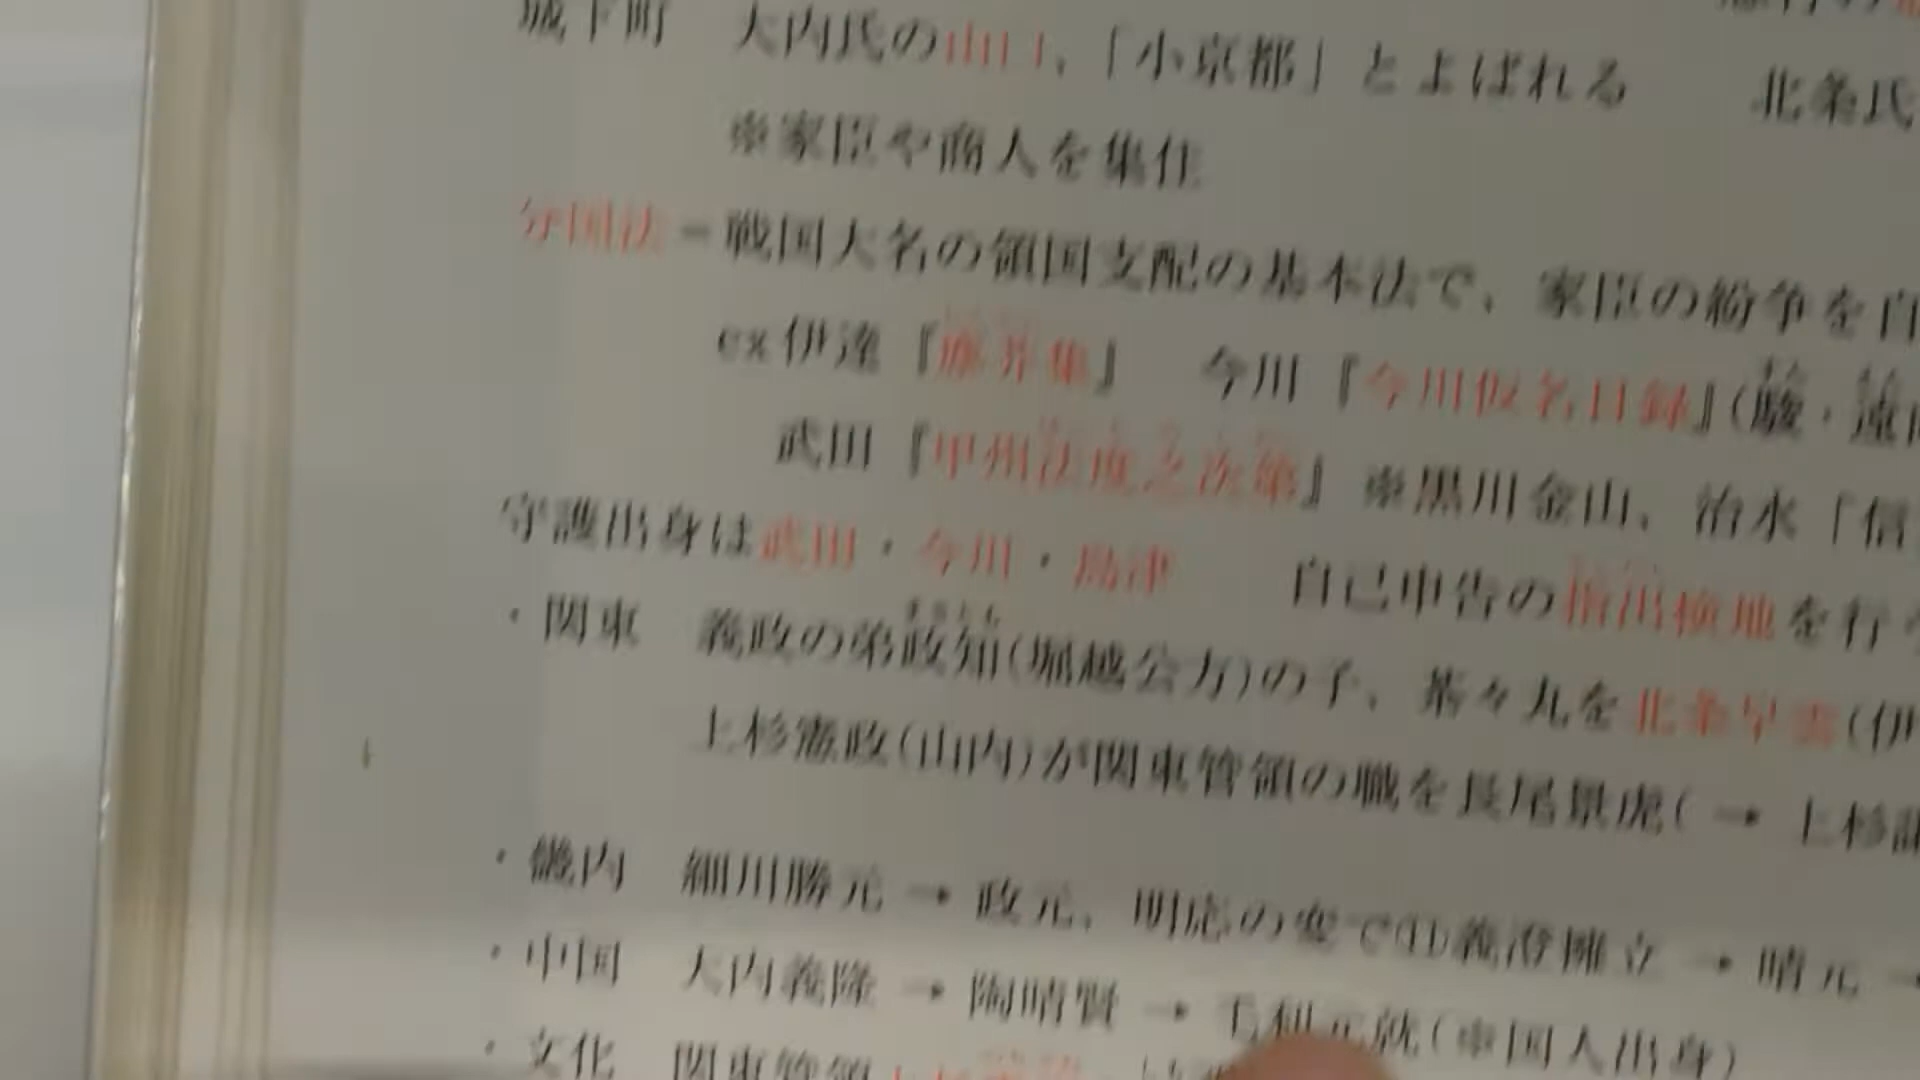 城下町 大内氏の山口,「小京都」とよばれる 北条氏
※家臣や商人を集住
分国法＝戦国大名の領国支配の基本法で、家臣の紛争を自
ex 伊達『塵芥集』 今川『今川仮名目録』(駿・遠
武田『甲州法度之次第』※黒川金山、治水「信
守護出身は武田・今川・島津 自己申告の指出検地を行
・関東 義政の弟政知(堀越公方)の子、茶々丸を北条早雲(伊
上杉憲政(山内)が関東管領の職を長尾景虎(→上杉謙
・畿内 細川勝元→政元、明応の変で⑪義澄擁立→晴元→
・中国 大内義隆→陶晴賢→毛利元就(※国人出身)
・文化 関東管領